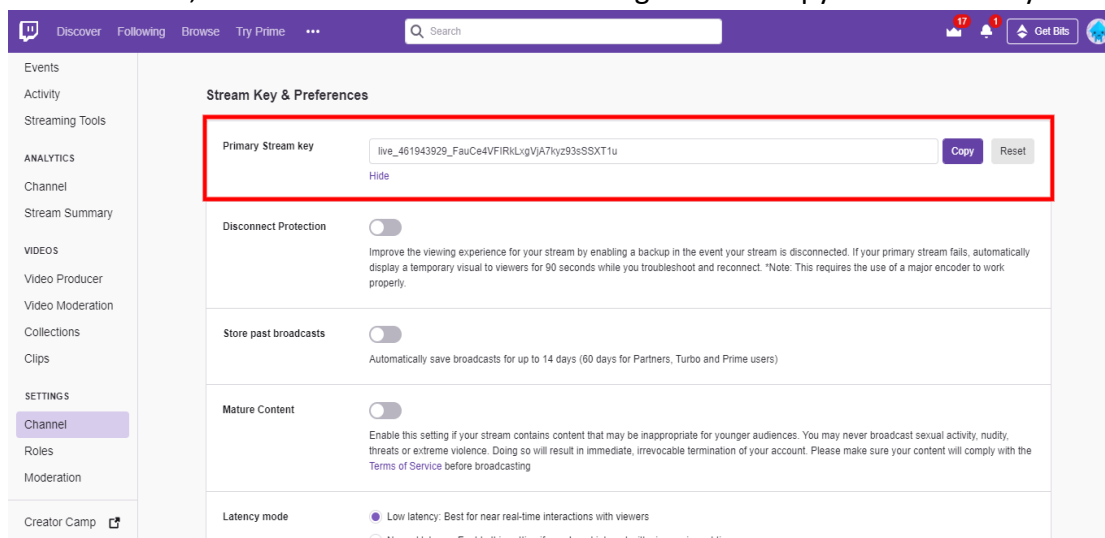 Discover Following Browse Try Prime ••• Search 17 1 Get Bits
Events
Activity
Streaming Tools
ANALYTICS
Channel
Stream Summary
VIDEOS
Video Producer
Video Moderation
Collections
Clips
SETTINGS
Channel
Roles
Moderation
Creator Camp
Stream Key & Preferences
Primary Stream key
live_461943929_FauCe4VFIRkLxgVjA7kyz93sSSXT1u Copy Reset
Hide
Disconnect Protection
Improve the viewing experience for your stream by enabling a backup in the event your stream is disconnected. If your primary stream fails, automatically
display a temporary visual to viewers for 90 seconds while you troubleshoot and reconnect. *Note: This requires the use of a major encoder to work
properly.
Store past broadcasts
Automatically save broadcasts for up to 14 days (60 days for Partners, Turbo and Prime users)
Mature Content
Enable this setting if your stream contains content that may be inappropriate for younger audiences. You may never broadcast sexual activity, nudity,
threats or extreme violence. Doing so will result in immediate, irrevocable termination of your account. Please make sure your content will comply with the
Terms of Service before broadcasting
Latency mode
Low latency: Best for near real-time interactions with viewers